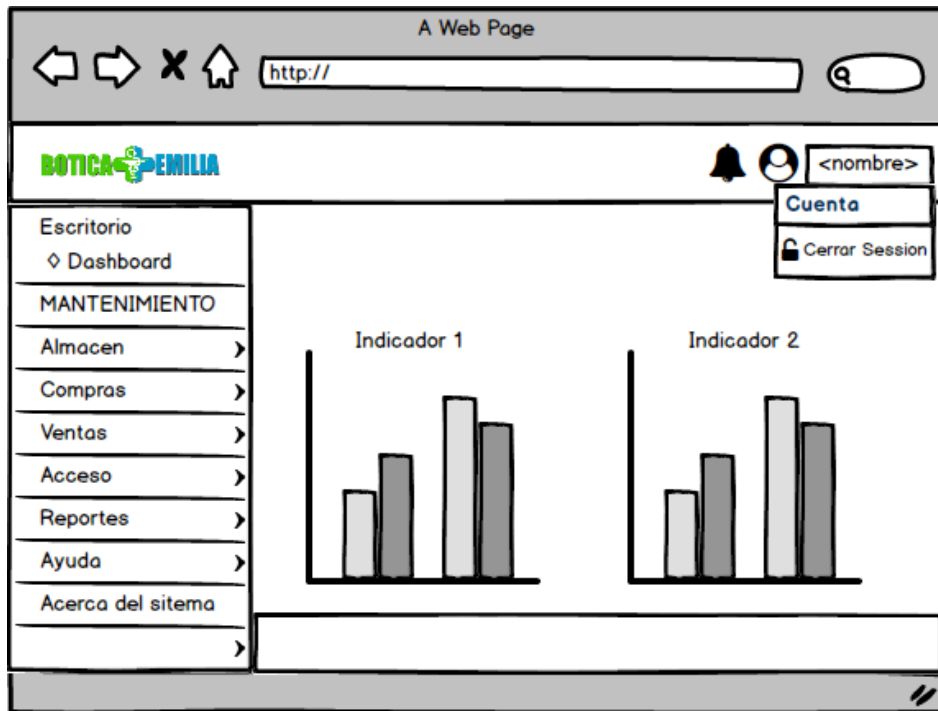 A Web Page
http://
BOTICA EMILIA
<nombre>
Cuenta
Cerrar Session
Escritorio
Dashboard
MANTENIMIENTO
Almacen
Compras
Ventas
Acceso
Reportes
Ayuda
Acerca del sitema
Indicador 1
Indicador 2